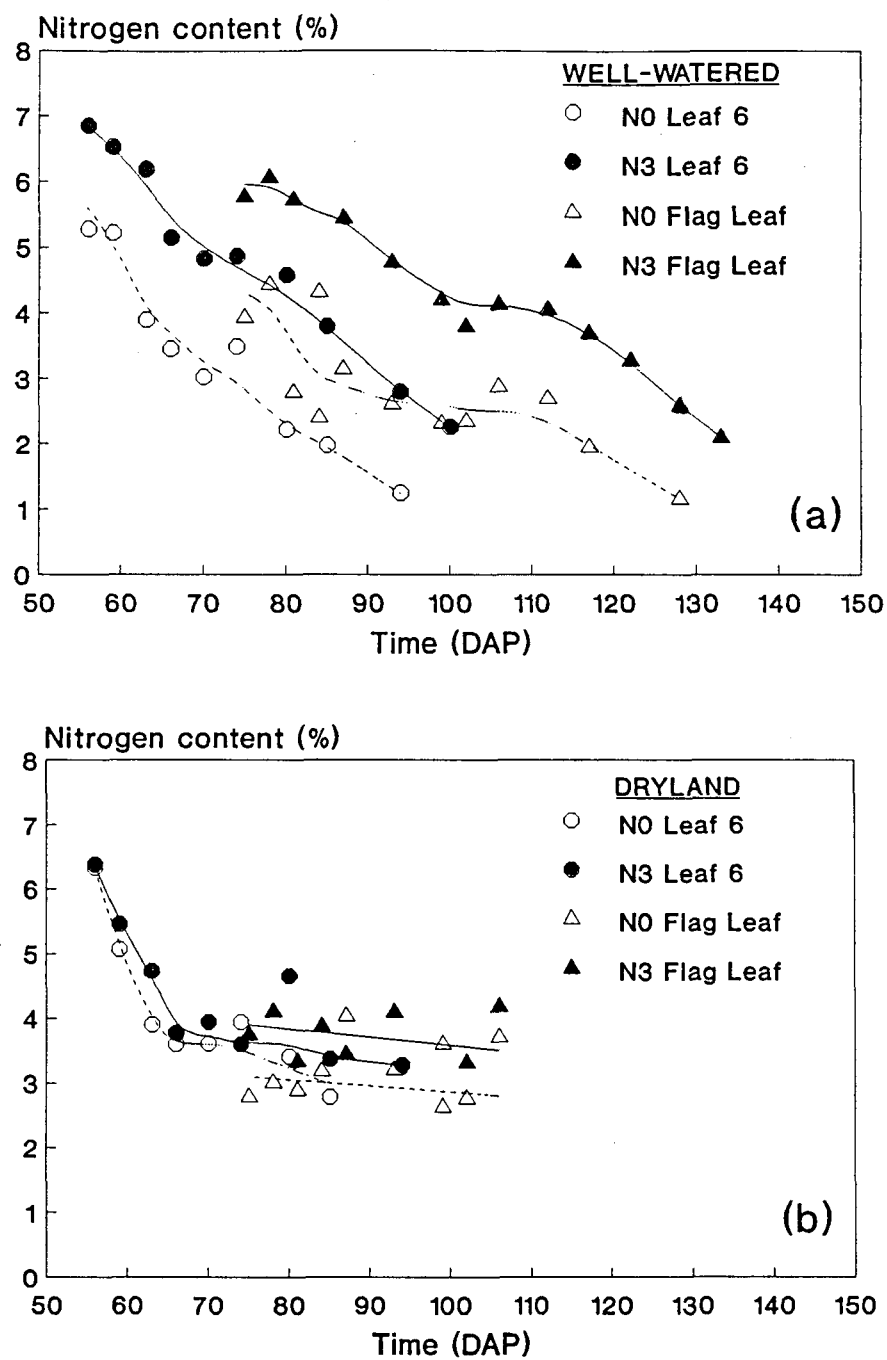 Nitrogen content (%)
8
7
6
5
4
3
2
1
0
WELL-WATERED
N0 Leaf 6
N3 Leaf 6
N0 Flag Leaf
N3 Flag Leaf
(a)
50 60 70 80 90 100 110 120 130 140 150
Time (DAP)
Nitrogen content (%)
8
7
6
5
4
3
2
1
0
DRYLAND
N0 Leaf 6
N3 Leaf 6
N0 Flag Leaf
N3 Flag Leaf
(b)
50 60 70 80 90 100 110 120 130 140 150
Time (DAP)